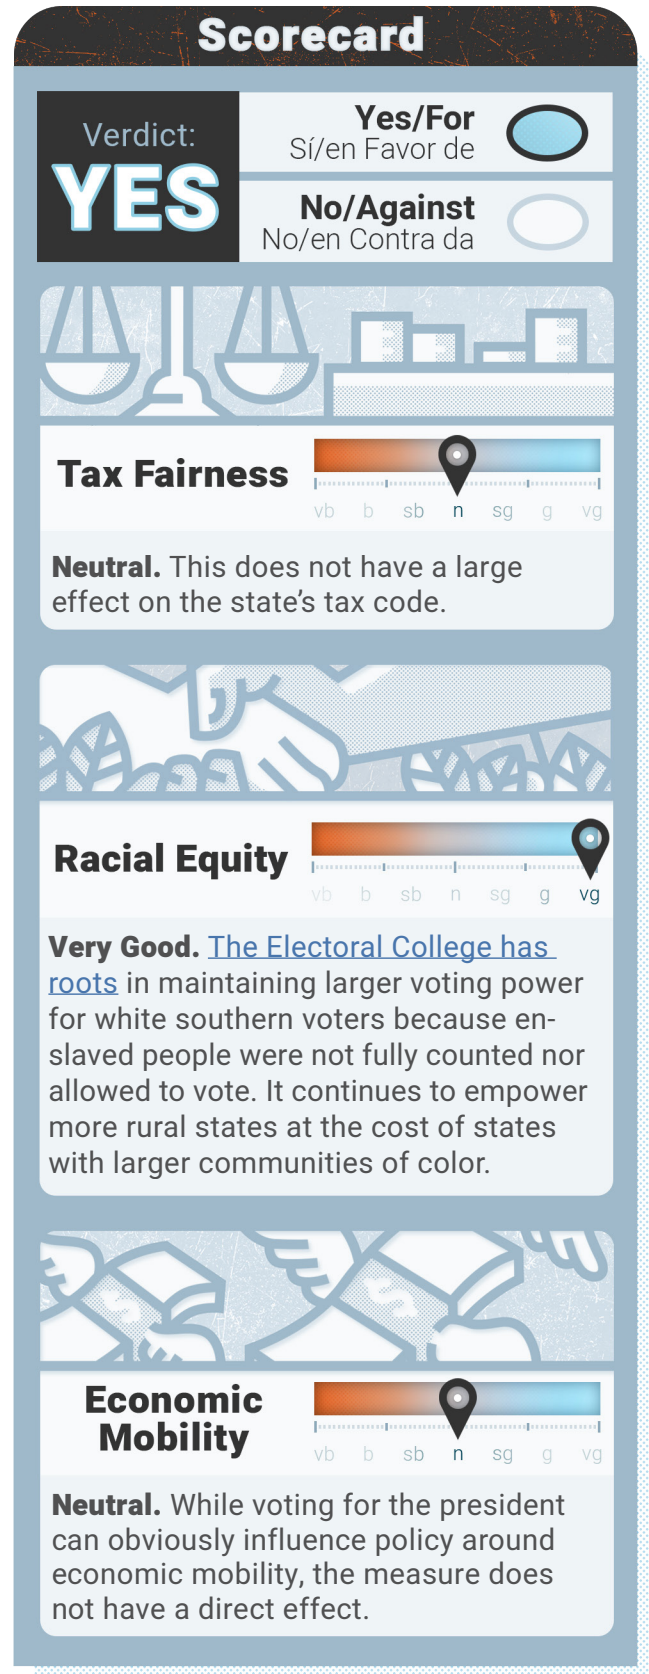 Scorecard
Verdict:
YES
Yes/For
Sí/en Favor de
No/Against
No/en Contra da
Tax Fairness
vb b sb n sg g vg
Neutral. This does not have a large
effect on the state's tax code.
Racial Equity
vb b sb n sg g vg
Very Good. The Electoral College has
roots in maintaining larger voting power
for white southern voters because en-
slaved people were not fully counted nor
allowed to vote. It continues to empower
more rural states at the cost of states
with larger communities of color.
$ $
Economic
Mobility
vb b sb n sg g vg
Neutral. While voting for the president
can obviously influence policy around
economic mobility, the measure does
not have a direct effect.